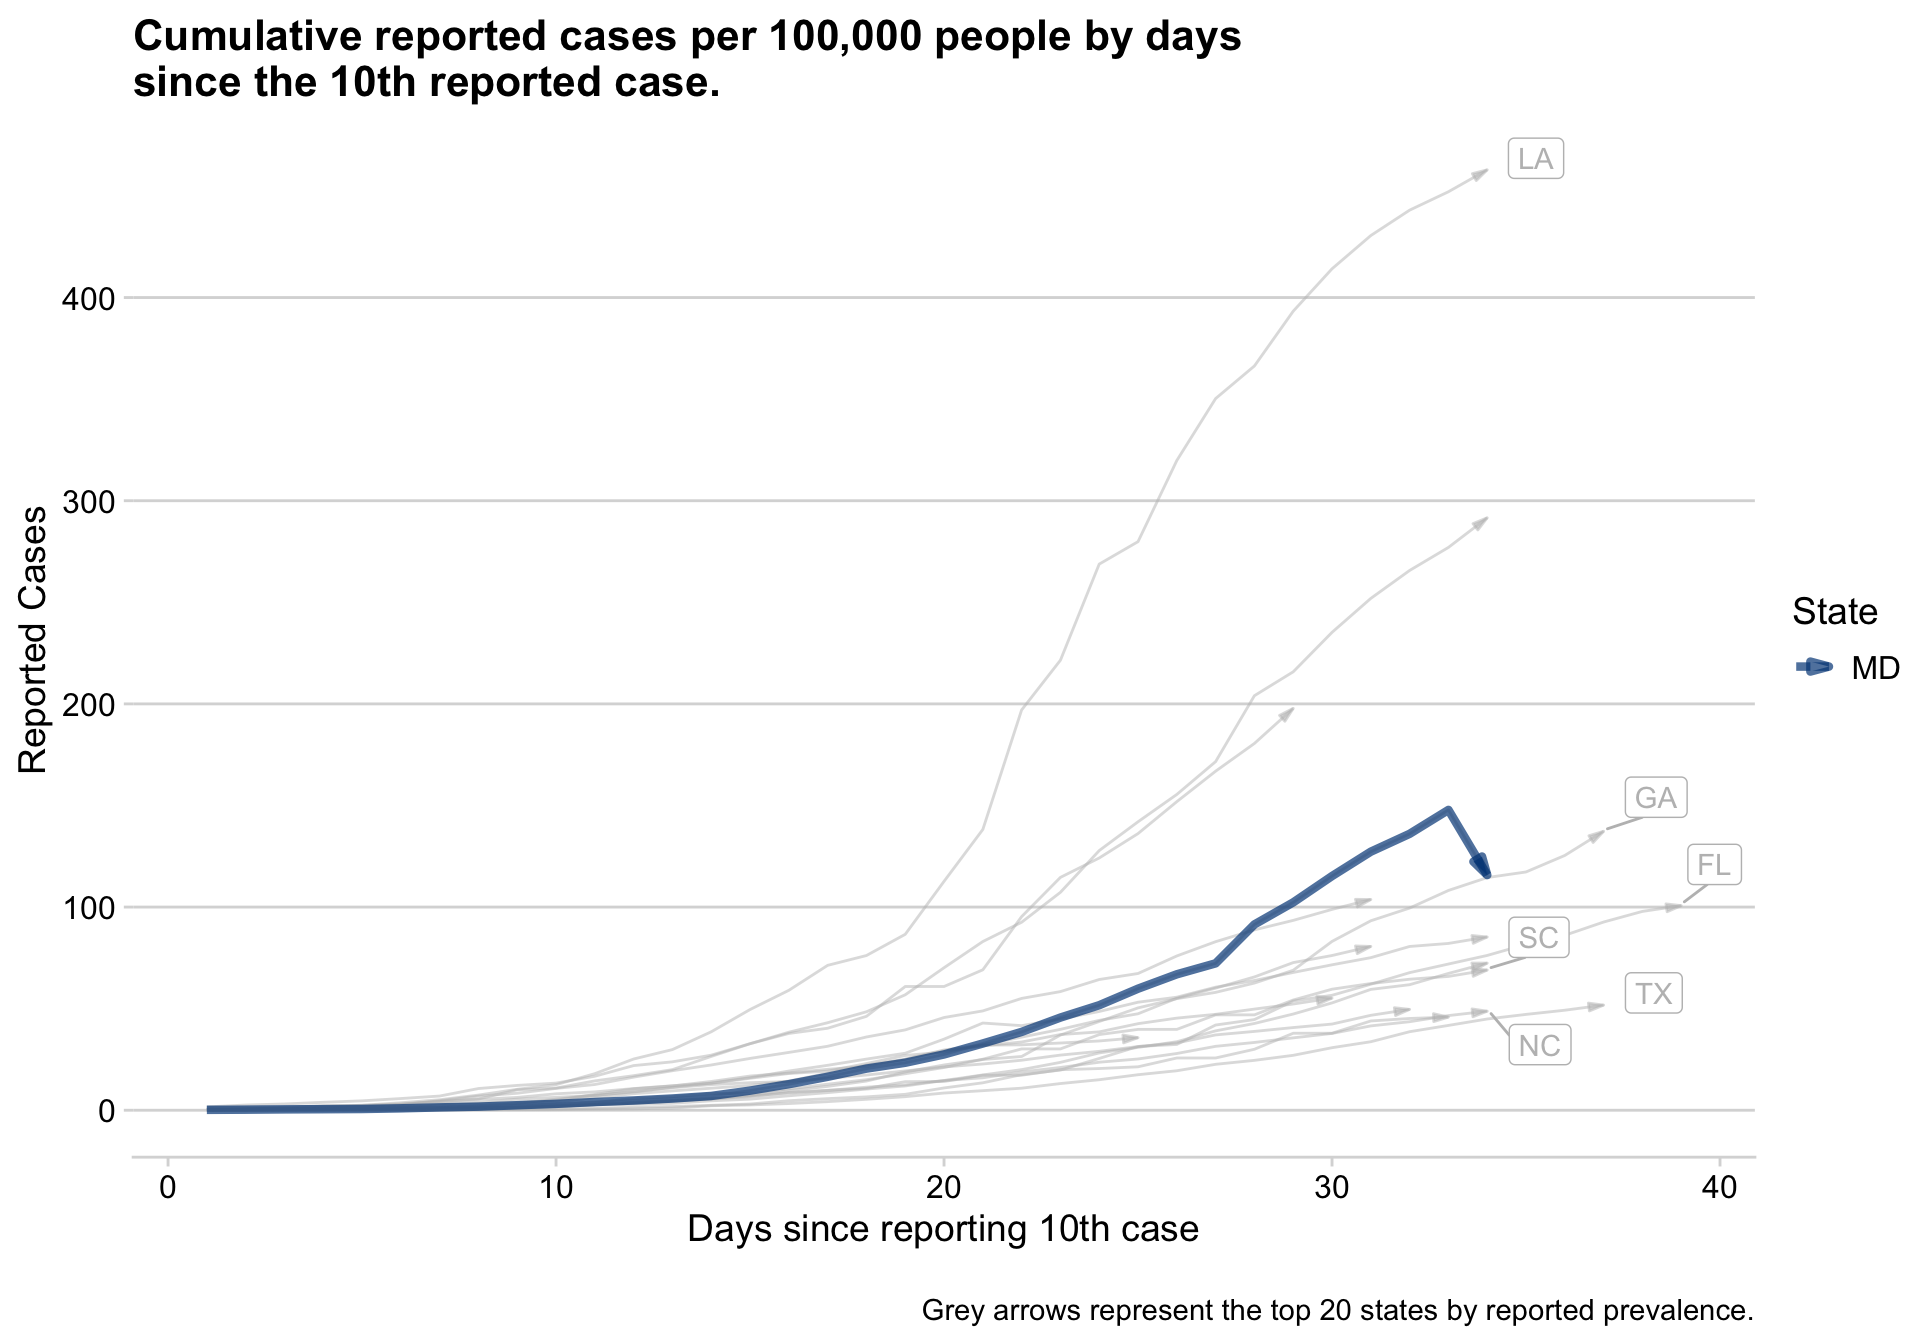 Cumulative reported cases per 100,000 people by days
since the 10th reported case.
LA
400
300
200
100
0
Reported Cases
GA
FL
SC
TX
NC
State
MD
0
10
20
30
40
Days since reporting 10th case
Grey arrows represent the top 20 states by reported prevalence.